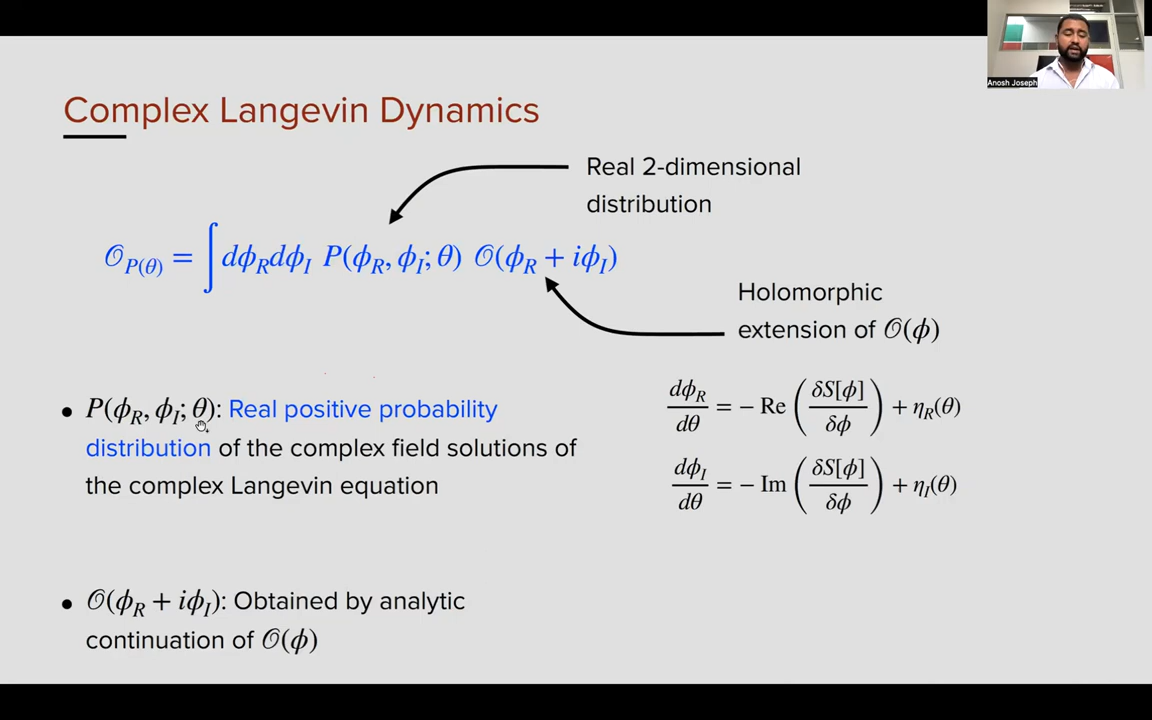 Anosh Joseph
Complex Langevin Dynamics
Real 2-dimensional
distribution
𝒪_{P(θ)} = ∫ dϕ_R dϕ_I P(ϕ_R, ϕ_I; θ) 𝒪(ϕ_R + iϕ_I)
Holomorphic
extension of 𝒪(ϕ)
• P(ϕ_R, ϕ_I; θ): Real positive probability
distribution of the complex field solutions of
the complex Langevin equation
dϕ_R/dθ = − Re (δS[ϕ]/δϕ) + η_R(θ)
dϕ_I/dθ = − Im (δS[ϕ]/δϕ) + η_I(θ)
• 𝒪(ϕ_R + iϕ_I): Obtained by analytic
continuation of 𝒪(ϕ)